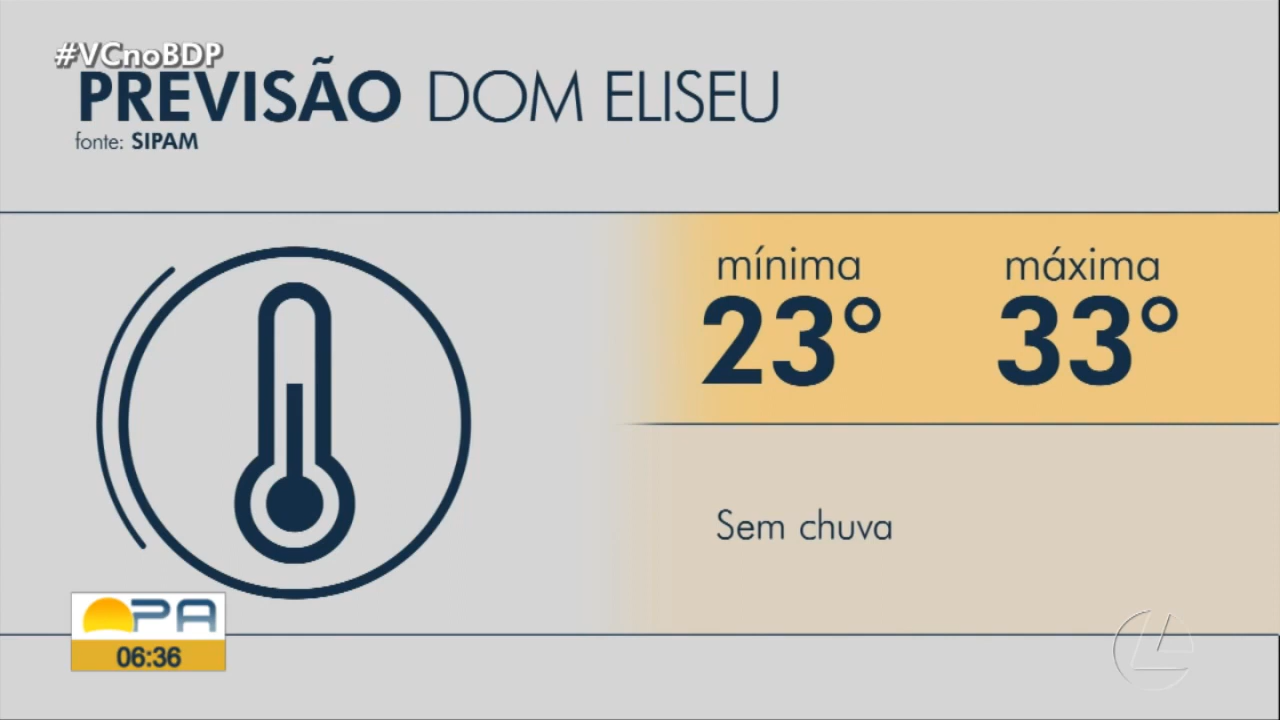 #VCnoBDP
PREVISÃO DOM ELISEU
fonte: SIPAM
mínima máxima
23° 33°
Sem chuva
PA
06:36